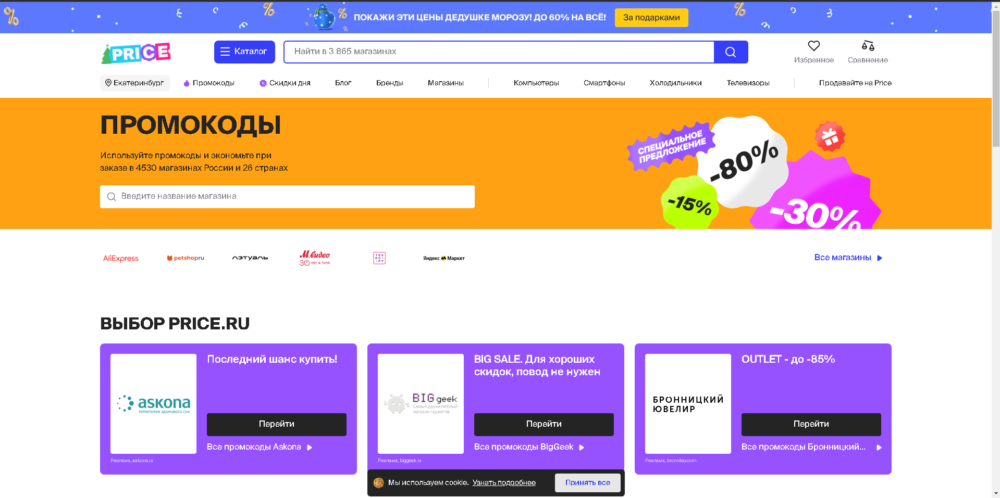 ПОКАЖИ ЭТИ ЦЕНЫ ДЕДУШКЕ МОРОЗУ! ДО 60% НА ВСЁ!
За подарками
PRICE
Каталог
Найти в 3 865 магазинах
Избранное
Сравнение
Екатеринбург
Промокоды
Скидки дня
Блог
Бренды
Магазины
Компьютеры
Смартфоны
Холодильники
Телевизоры
Продавайте на Price
ПРОМОКОДЫ
Используйте промокоды и экономьте при
заказе в 4530 магазинах России и 26 странах
Введите название магазина
СПЕЦИАЛЬНОЕ
ПРЕДЛОЖЕНИЕ
-80%
-15%
-30%
AliExpress
petshopru
ЛЭТУАЛЬ
М.видео
30 лет в топе
ТЕХ
ПО-
РТ
Яндекс Маркет
Все магазины
ВЫБОР PRICE.RU
askona
ТЕРРИТОРИЯ ЗДОРОВОГО СНА
Последний шанс купить!
Перейти
Все промокоды Askona
Реклама, askona.ru
BIG geek
Самый дружелюбный
магазин гаджетов
BIG SALE. Для хороших
скидок, повод не нужен
Перейти
Все промокоды BigGeek
Реклама, biggeek.ru
БРОННИЦКИЙ
ЮВЕЛИР
OUTLET - до -85%
Перейти
Все промокоды Бронницкий...
Реклама, bronnitsy.com
Мы используем cookie. Узнать подробнее
Принять все